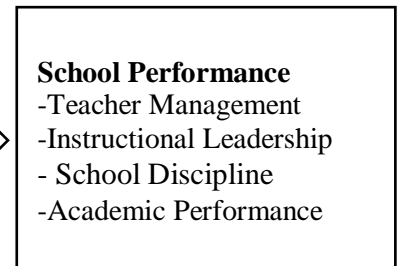 School Performance
-Teacher Management
-Instructional Leadership
- School Discipline
-Academic Performance